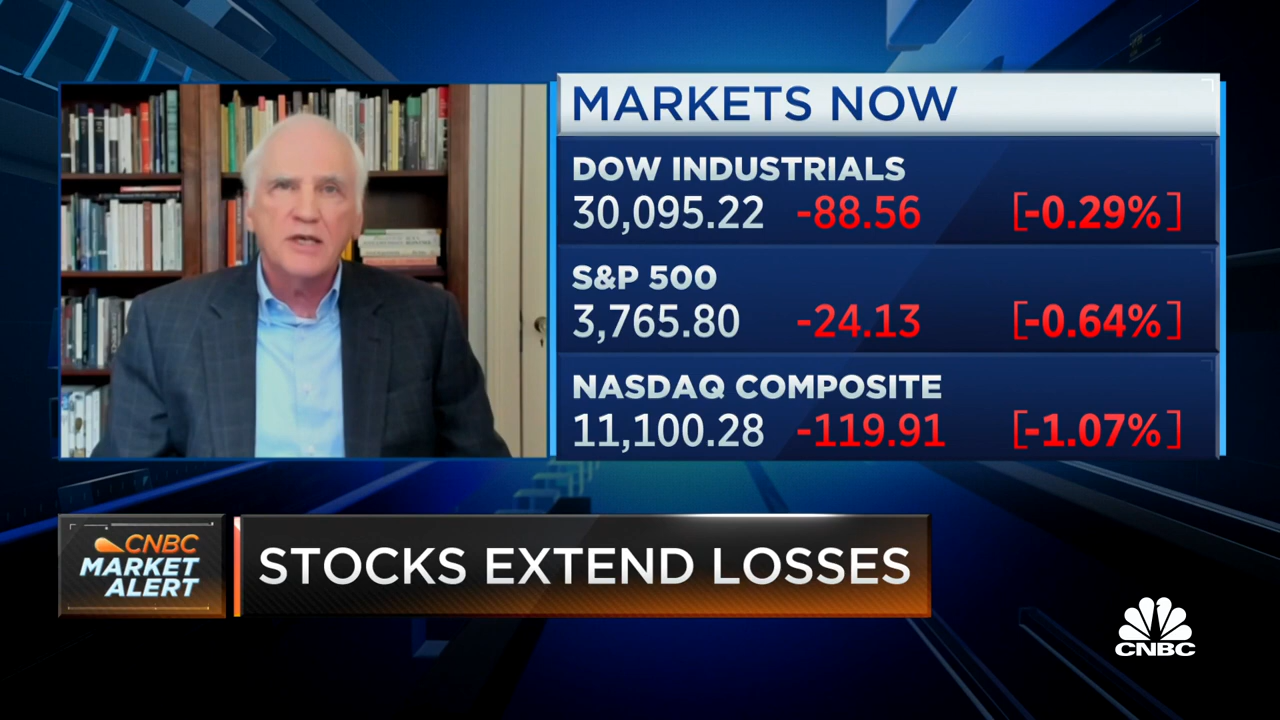 MARKETS NOW
DOW INDUSTRIALS
30,095.22 -88.56 [-0.29%]
S&P 500
3,765.80 -24.13 [-0.64%]
NASDAQ COMPOSITE
11,100.28 -119.91 [-1.07%]
CNBC
MARKET
ALERT
STOCKS EXTEND LOSSES
CNBC